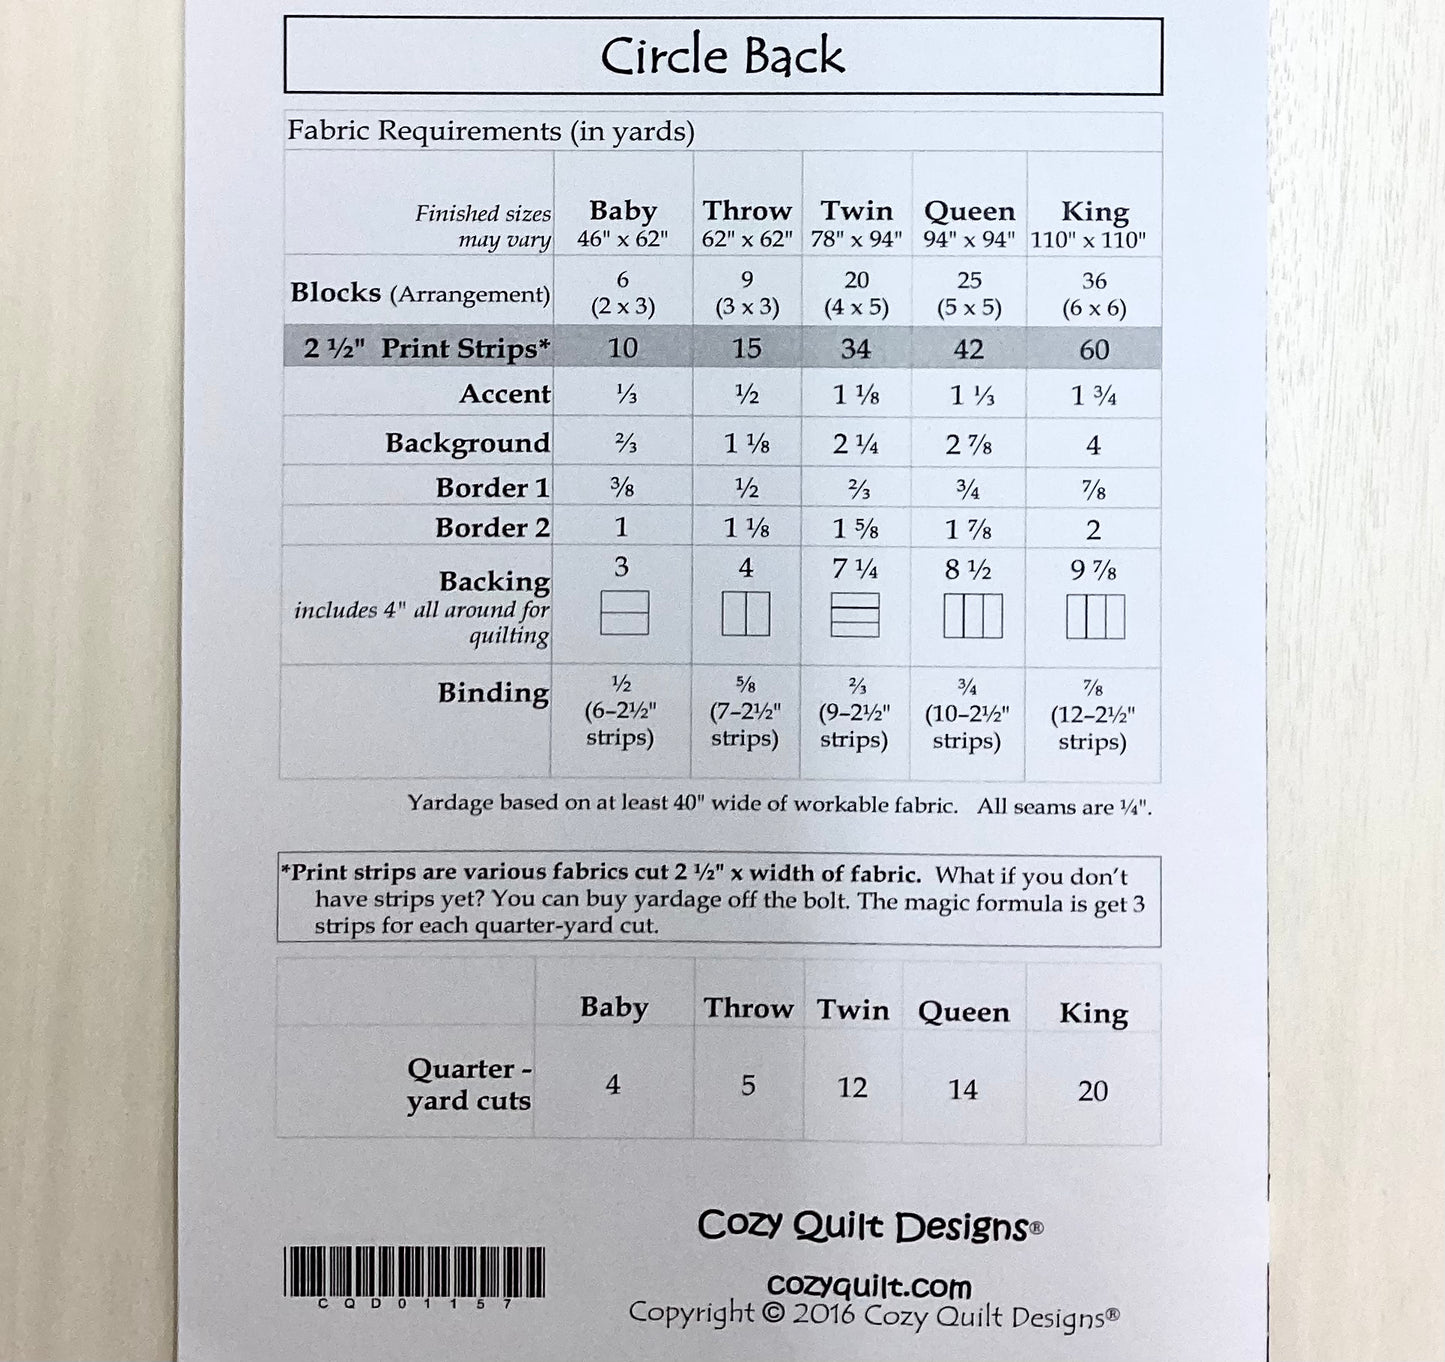 Circle Back
Fabric Requirements (in yards)
Finished sizes may vary Baby 46" x 62" Throw 62" x 62" Twin 78" x 94" Queen 94" x 94" King 110" x 110"
Blocks (Arrangement) 6 (2 x 3) 9 (3 x 3) 20 (4 x 5) 25 (5 x 5) 36 (6 x 6)
2 ½" Print Strips* 10 15 34 42 60
Accent ⅓ ½ 1 ⅛ 1 ⅓ 1 ¾
Background ⅔ 1 ⅛ 2 ¼ 2 ⅞ 4
Border 1 ⅜ ½ ⅔ ¾ ⅞
Border 2 1 1 ⅛ 1 ⅝ 1 ⅞ 2
Backing includes 4" all around for quilting 3 4 7 ¼ 8 ½ 9 ⅞
Binding ½ (6–2½" strips) ⅝ (7–2½" strips) ⅔ (9–2½" strips) ¾ (10–2½" strips) ⅞ (12–2½" strips)
Yardage based on at least 40" wide of workable fabric. All seams are ¼".
*Print strips are various fabrics cut 2 ½" x width of fabric. What if you don't
have strips yet? You can buy yardage off the bolt. The magic formula is get 3
strips for each quarter-yard cut.
Baby Throw Twin Queen King
Quarter - yard cuts 4 5 12 14 20
Cozy Quilt Designs®
cozyquilt.com
Copyright © 2016 Cozy Quilt Designs®
CQD01157